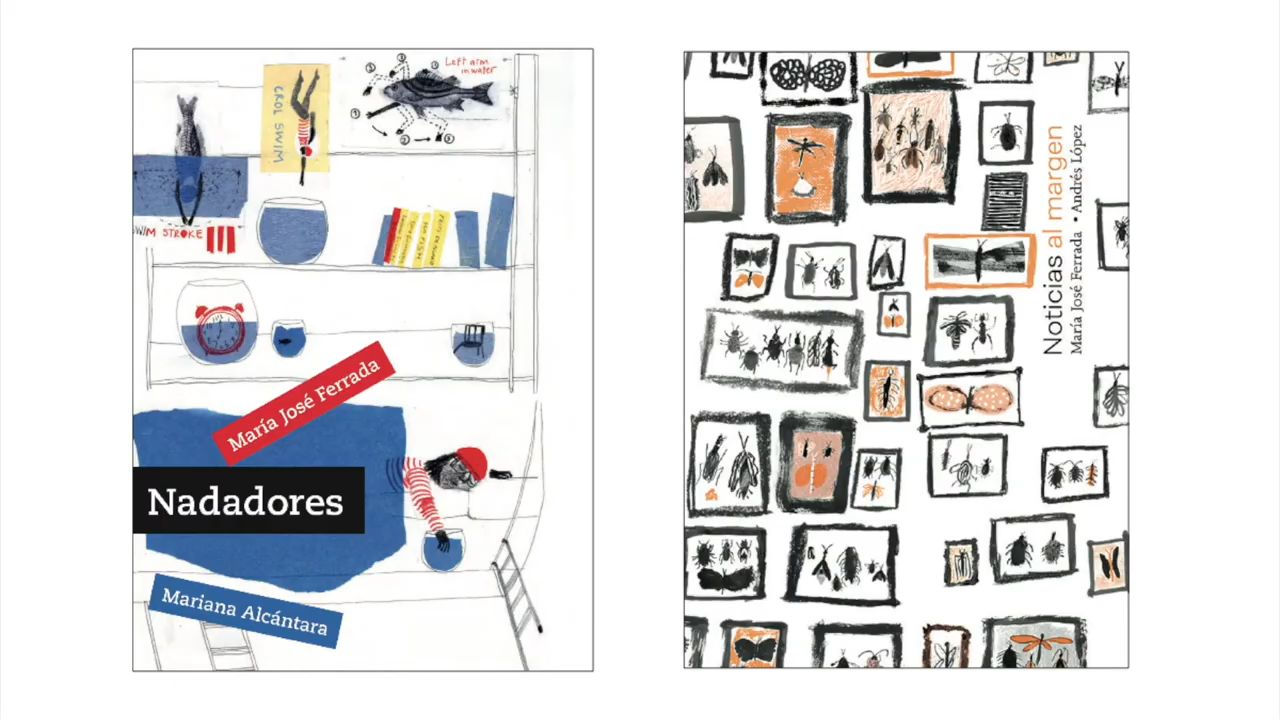 Left arm
in water
CROL SWIM
SWIM STROKE
María José Ferrada
Nadadores
Mariana Alcántara
Noticias al margen
María José Ferrada • Andrés López